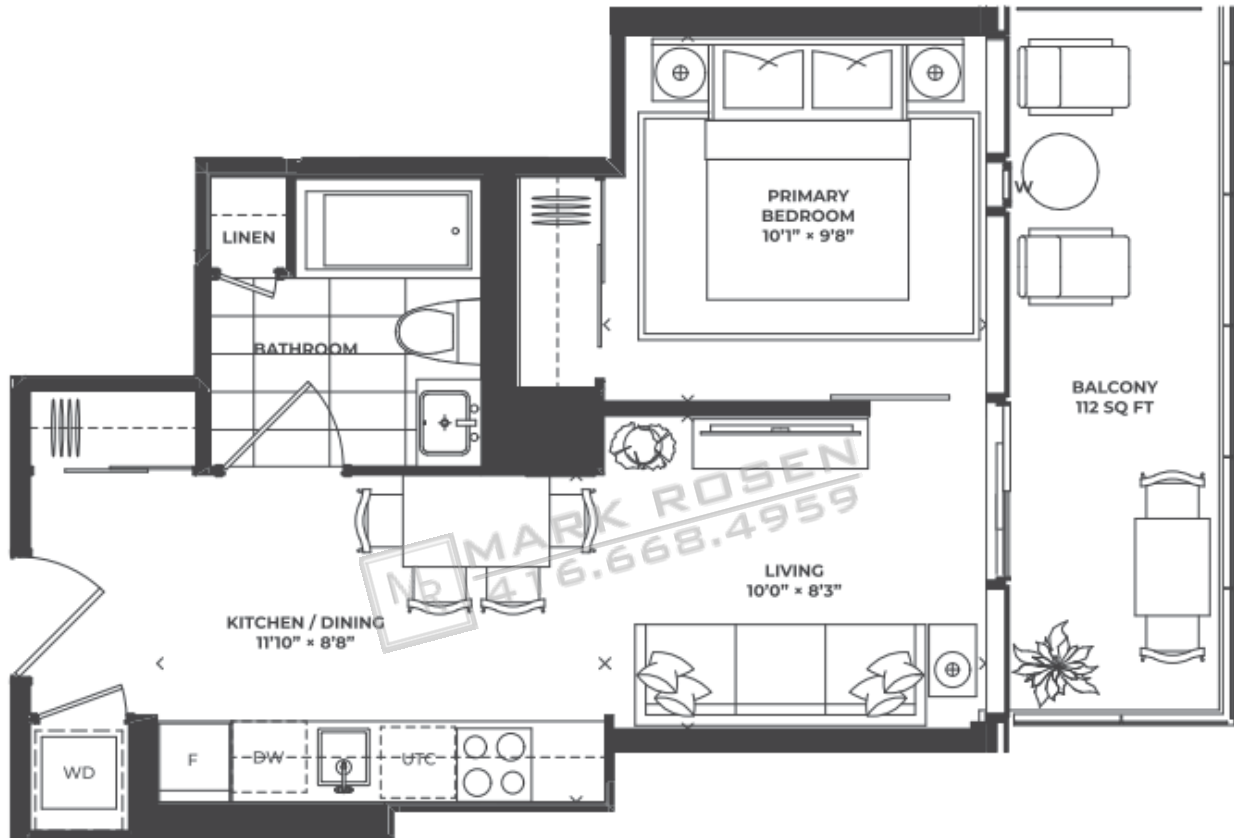 PRIMARY
BEDROOM
10'1" × 9'8"
W
LINEN
BATHROOM
BALCONY
112 SQ FT
MARK ROSEN
416.668.4959
MR
LIVING
10'0" × 8'3"
KITCHEN / DINING
11'10" × 8'8"
WD
F
DW
UTC